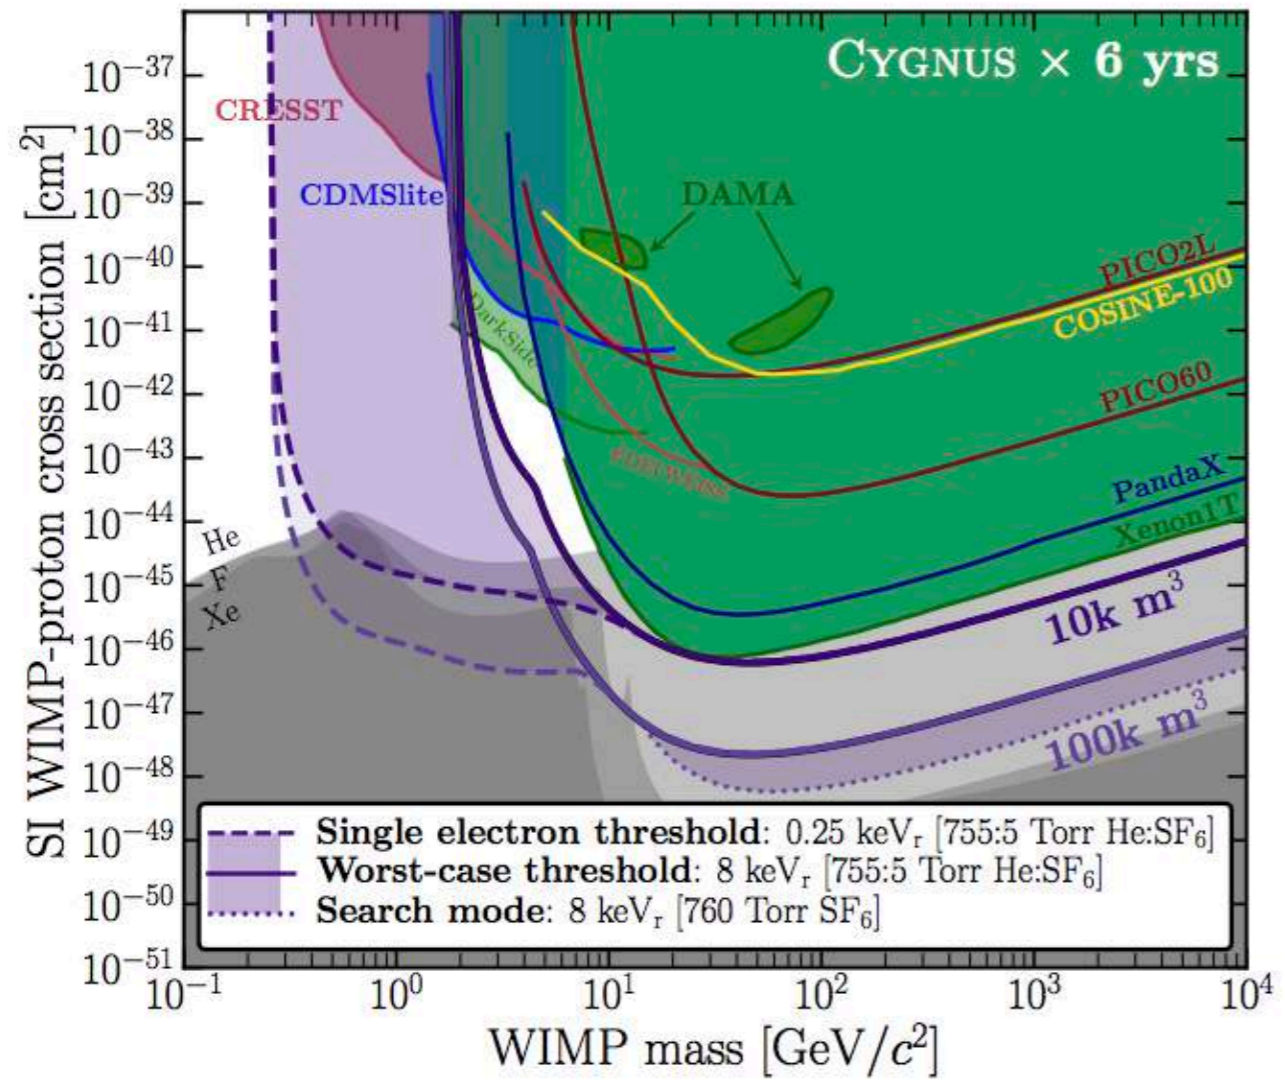 CYGNUS × 6 yrs
SI WIMP-proton cross section [cm²]
10⁻³⁷
10⁻³⁸
10⁻³⁹
10⁻⁴⁰
10⁻⁴¹
10⁻⁴²
10⁻⁴³
10⁻⁴⁴
10⁻⁴⁵
10⁻⁴⁶
10⁻⁴⁷
10⁻⁴⁸
10⁻⁴⁹
10⁻⁵⁰
10⁻⁵¹
CRESST
CDMSlite
DAMA
DarkSide
PICO2L
COSINE-100
PICO60
EDELWEISS
PandaX
Xenon1T
He
F
Xe
10k m³
100k m³
Single electron threshold: 0.25 keVᵣ [755:5 Torr He:SF₆]
Worst-case threshold: 8 keVᵣ [755:5 Torr He:SF₆]
Search mode: 8 keVᵣ [760 Torr SF₆]
10⁻¹ 10⁰ 10¹ 10² 10³ 10⁴
WIMP mass [GeV/c²]